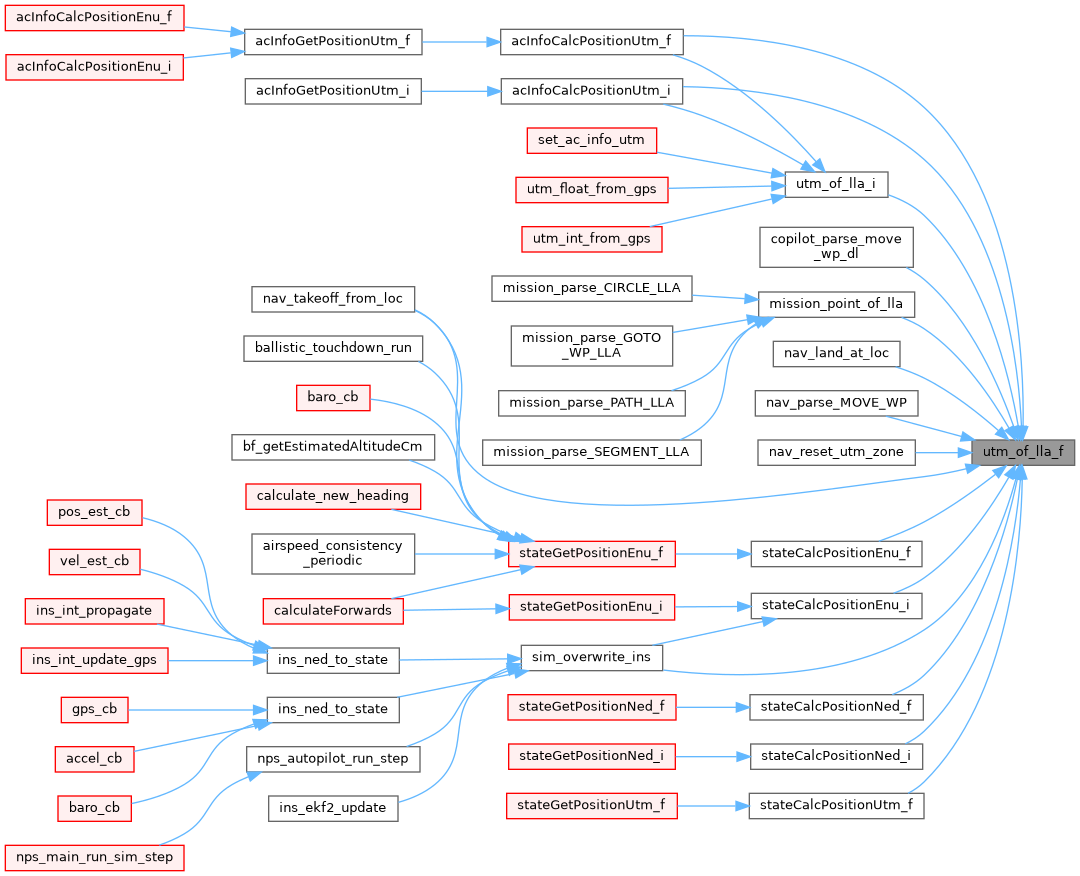 acInfoCalcPositionEnu_f
acInfoCalcPositionEnu_i
acInfoGetPositionUtm_f
acInfoGetPositionUtm_i
acInfoCalcPositionUtm_f
acInfoCalcPositionUtm_i
set_ac_info_utm
utm_float_from_gps
utm_int_from_gps
utm_of_lla_i
copilot_parse_move
_wp_dl
mission_parse_CIRCLE_LLA
mission_point_of_lla
mission_parse_GOTO
_WP_LLA
mission_parse_PATH_LLA
mission_parse_SEGMENT_LLA
nav_land_at_loc
nav_parse_MOVE_WP
nav_reset_utm_zone
utm_of_lla_f
nav_takeoff_from_loc
ballistic_touchdown_run
baro_cb
bf_getEstimatedAltitudeCm
calculate_new_heading
airspeed_consistency
_periodic
calculateForwards
stateGetPositionEnu_f
stateCalcPositionEnu_f
stateGetPositionEnu_i
stateCalcPositionEnu_i
pos_est_cb
vel_est_cb
ins_int_propagate
ins_int_update_gps
ins_ned_to_state
sim_overwrite_ins
gps_cb
accel_cb
baro_cb
ins_ned_to_state
nps_autopilot_run_step
ins_ekf2_update
nps_main_run_sim_step
stateGetPositionNed_f
stateCalcPositionNed_f
stateGetPositionNed_i
stateCalcPositionNed_i
stateGetPositionUtm_f
stateCalcPositionUtm_f